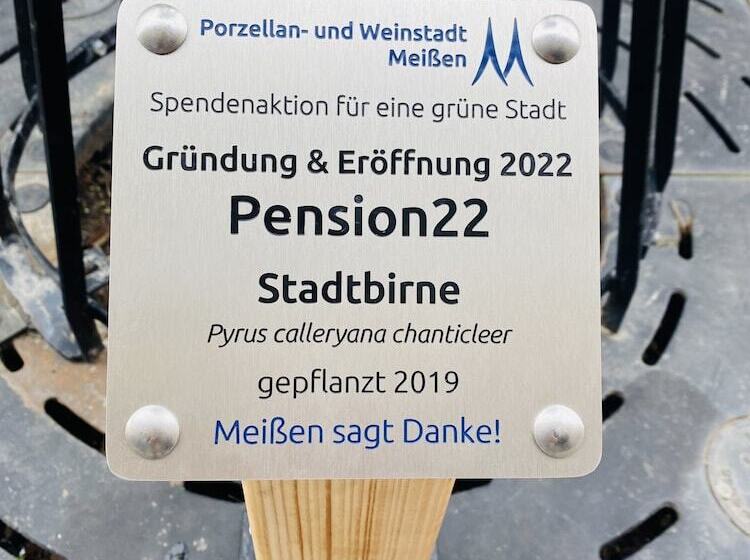 Porzellan- und Weinstadt
Meißen
Spendenaktion für eine grüne Stadt
Gründung & Eröffnung 2022
Pension22
Stadtbirne
Pyrus calleryana chanticleer
gepflanzt 2019
Meißen sagt Danke!